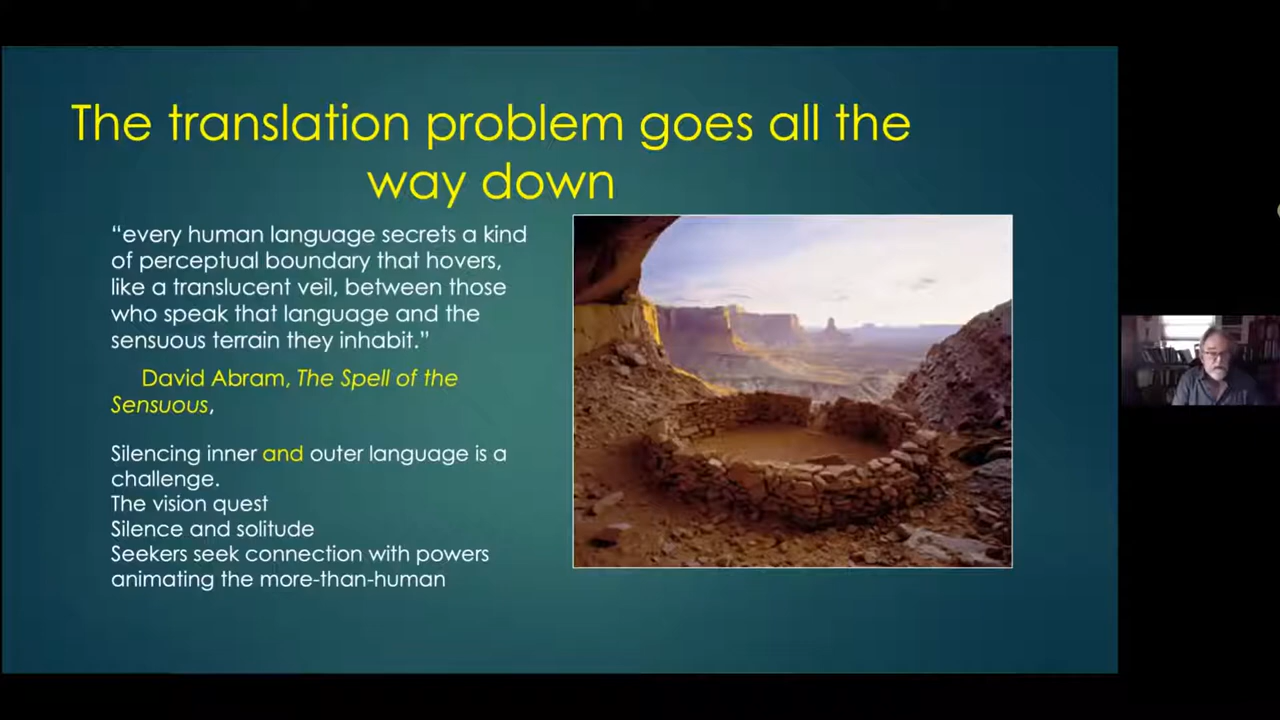 The translation problem goes all the
way down
“every human language secrets a kind
of perceptual boundary that hovers,
like a translucent veil, between those
who speak that language and the
sensuous terrain they inhabit.”
David Abram, The Spell of the
Sensuous,
Silencing inner and outer language is a
challenge.
The vision quest
Silence and solitude
Seekers seek connection with powers
animating the more-than-human